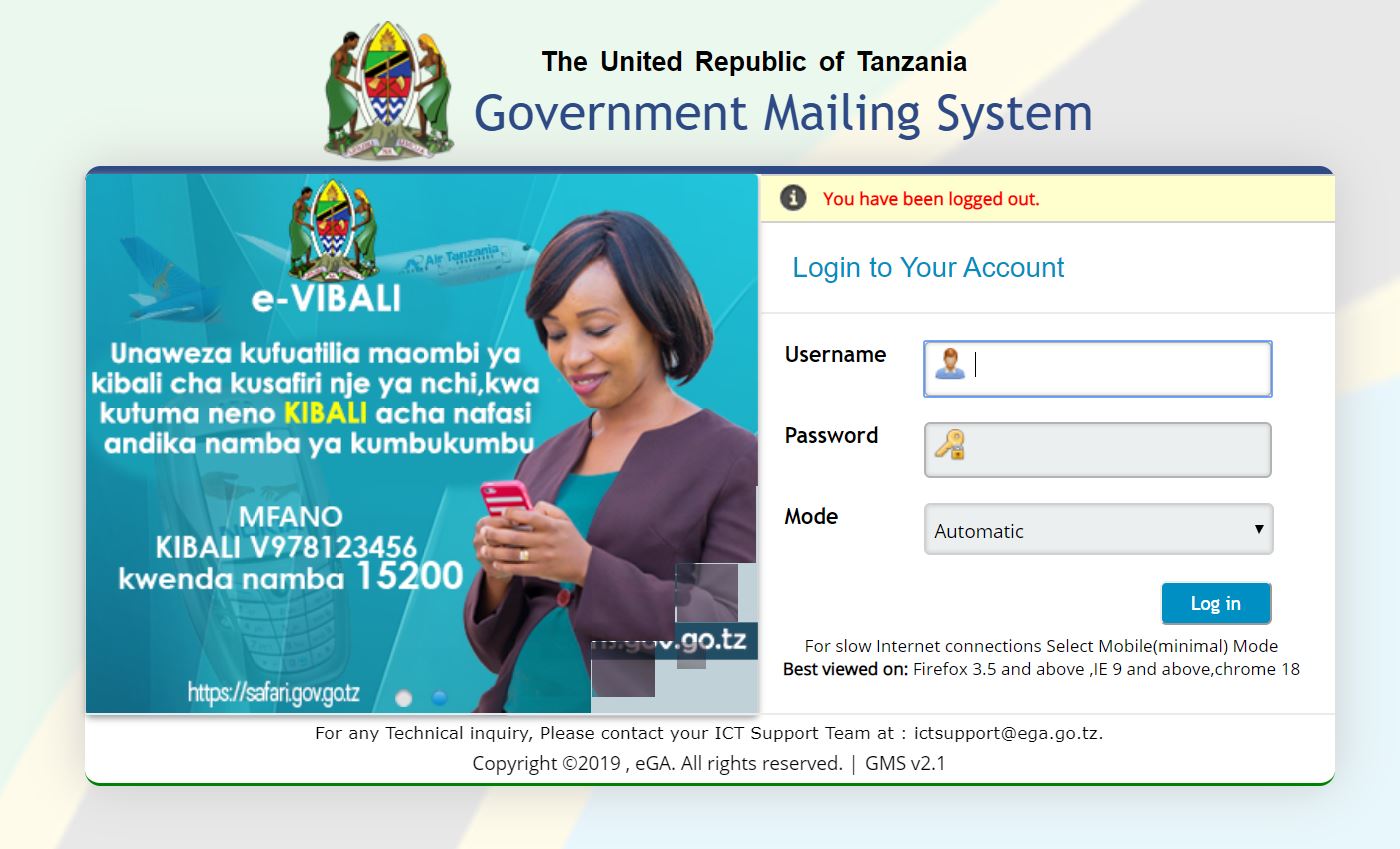 The United Republic of Tanzania
Government Mailing System
Air Tanzania
e-VIBALI
Unaweza kufuatilia maombi ya
kibali cha kusafiri nje ya nchi,kwa
kutuma neno KIBALI acha nafasi
andika namba ya kumbukumbu
MFANO
KIBALI V978123456
kwenda namba 15200
.go.tz
https://safari.gov.go.tz
You have been logged out.
Login to Your Account
Username
Password
Mode
Automatic
Log in
For slow Internet connections Select Mobile(minimal) Mode
Best viewed on: Firefox 3.5 and above ,IE 9 and above,chrome 18
For any Technical inquiry, Please contact your ICT Support Team at : ictsupport@ega.go.tz.
Copyright ©2019 , eGA. All rights reserved. | GMS v2.1